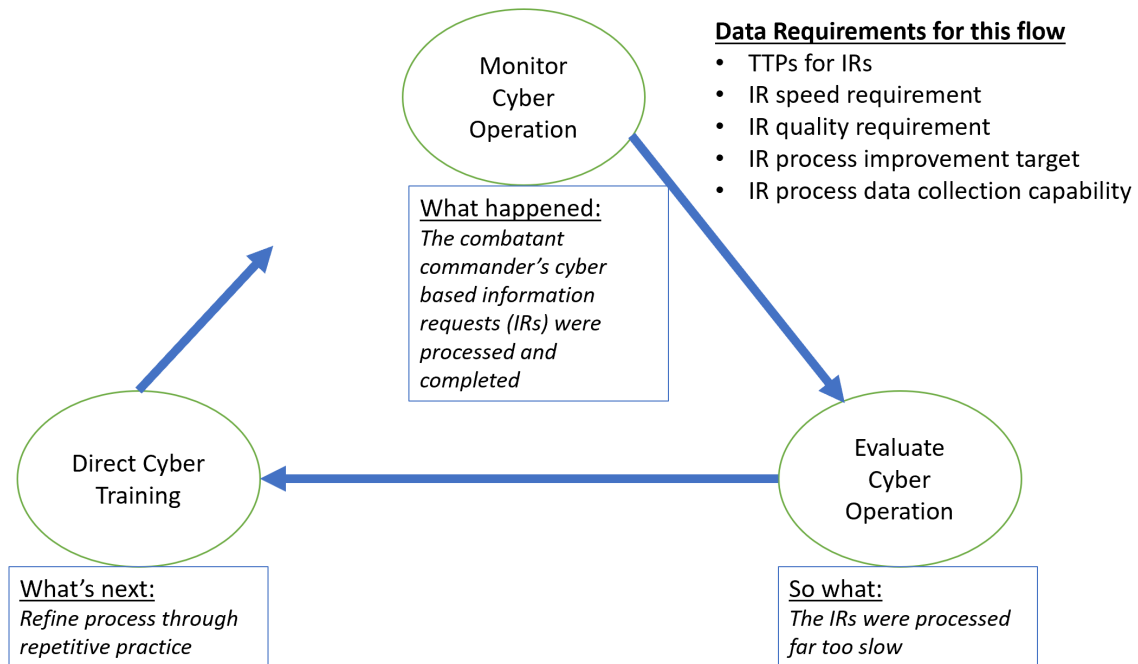 Monitor
Cyber
Operation
Data Requirements for this flow
• TTPs for IRs
• IR speed requirement
• IR quality requirement
• IR process improvement target
• IR process data collection capability
What happened:
The combatant
commander's cyber
based information
requests (IRs) were
processed and
completed
Evaluate
Cyber
Operation
So what:
The IRs were processed
far too slow
Direct Cyber
Training
What's next:
Refine process through
repetitive practice